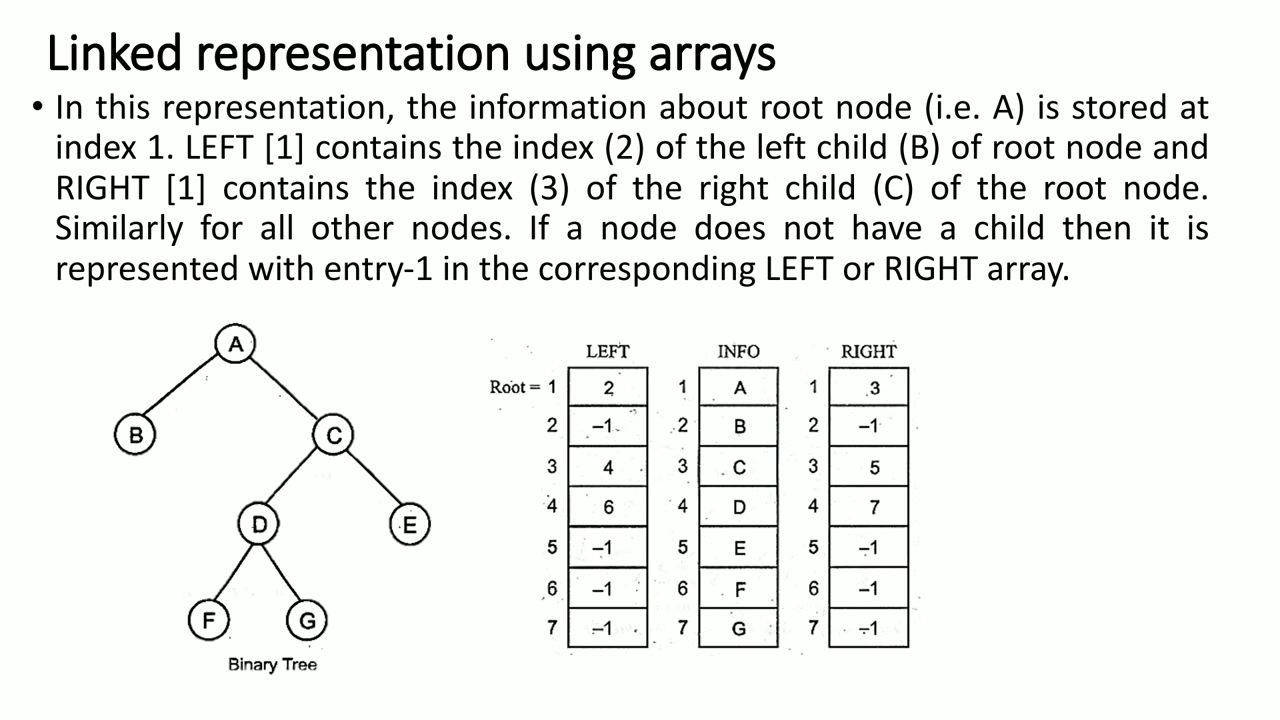 Linked representation using arrays
• In this representation, the information about root node (i.e. A) is stored at
index 1. LEFT [1] contains the index (2) of the left child (B) of root node and
RIGHT [1] contains the index (3) of the right child (C) of the root node.
Similarly for all other nodes. If a node does not have a child then it is
represented with entry-1 in the corresponding LEFT or RIGHT array.
A
B C
D E
F G
Binary Tree
LEFT INFO RIGHT
Root = 1 2 1 A 1 3
2 –1 2 B 2 –1
3 4 3 C 3 5
4 6 4 D 4 7
5 –1 5 E 5 –1
6 –1 6 F 6 –1
7 –1 7 G 7 –1